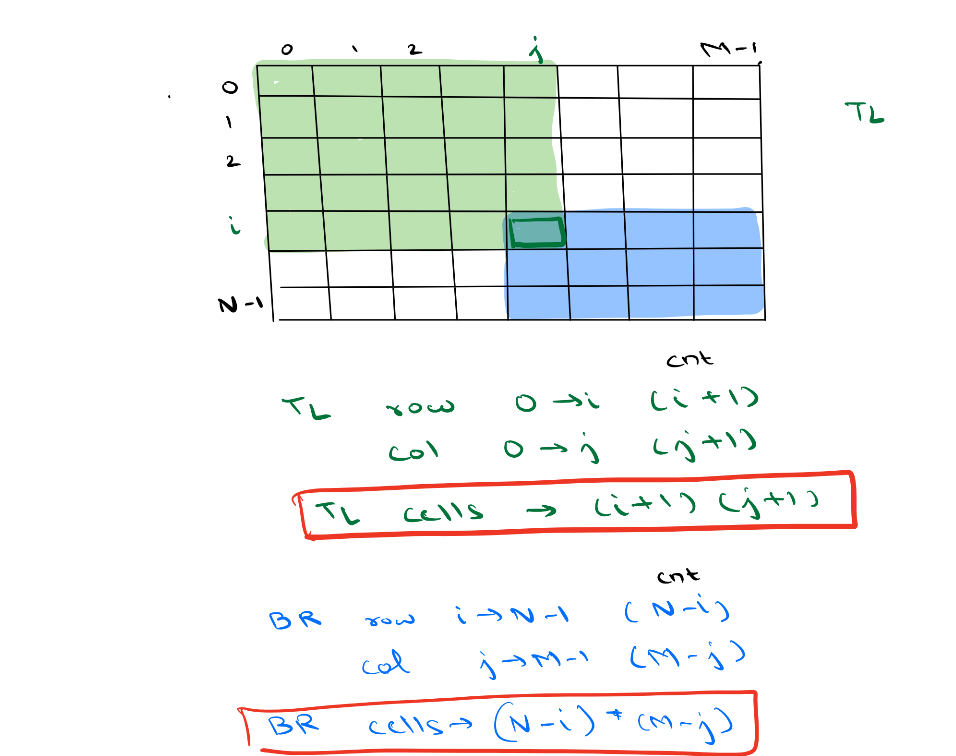 0 1 2 j M-1
0
1 TL
2
i
N-1
cnt
TL row 0 → i (i+1)
col 0 → j (j+1)
TL cells → (i+1) (j+1)
cnt
BR row i → N-1 (N-i)
col j → M-1 (M-j)
BR cells → (N-i) * (M-j)